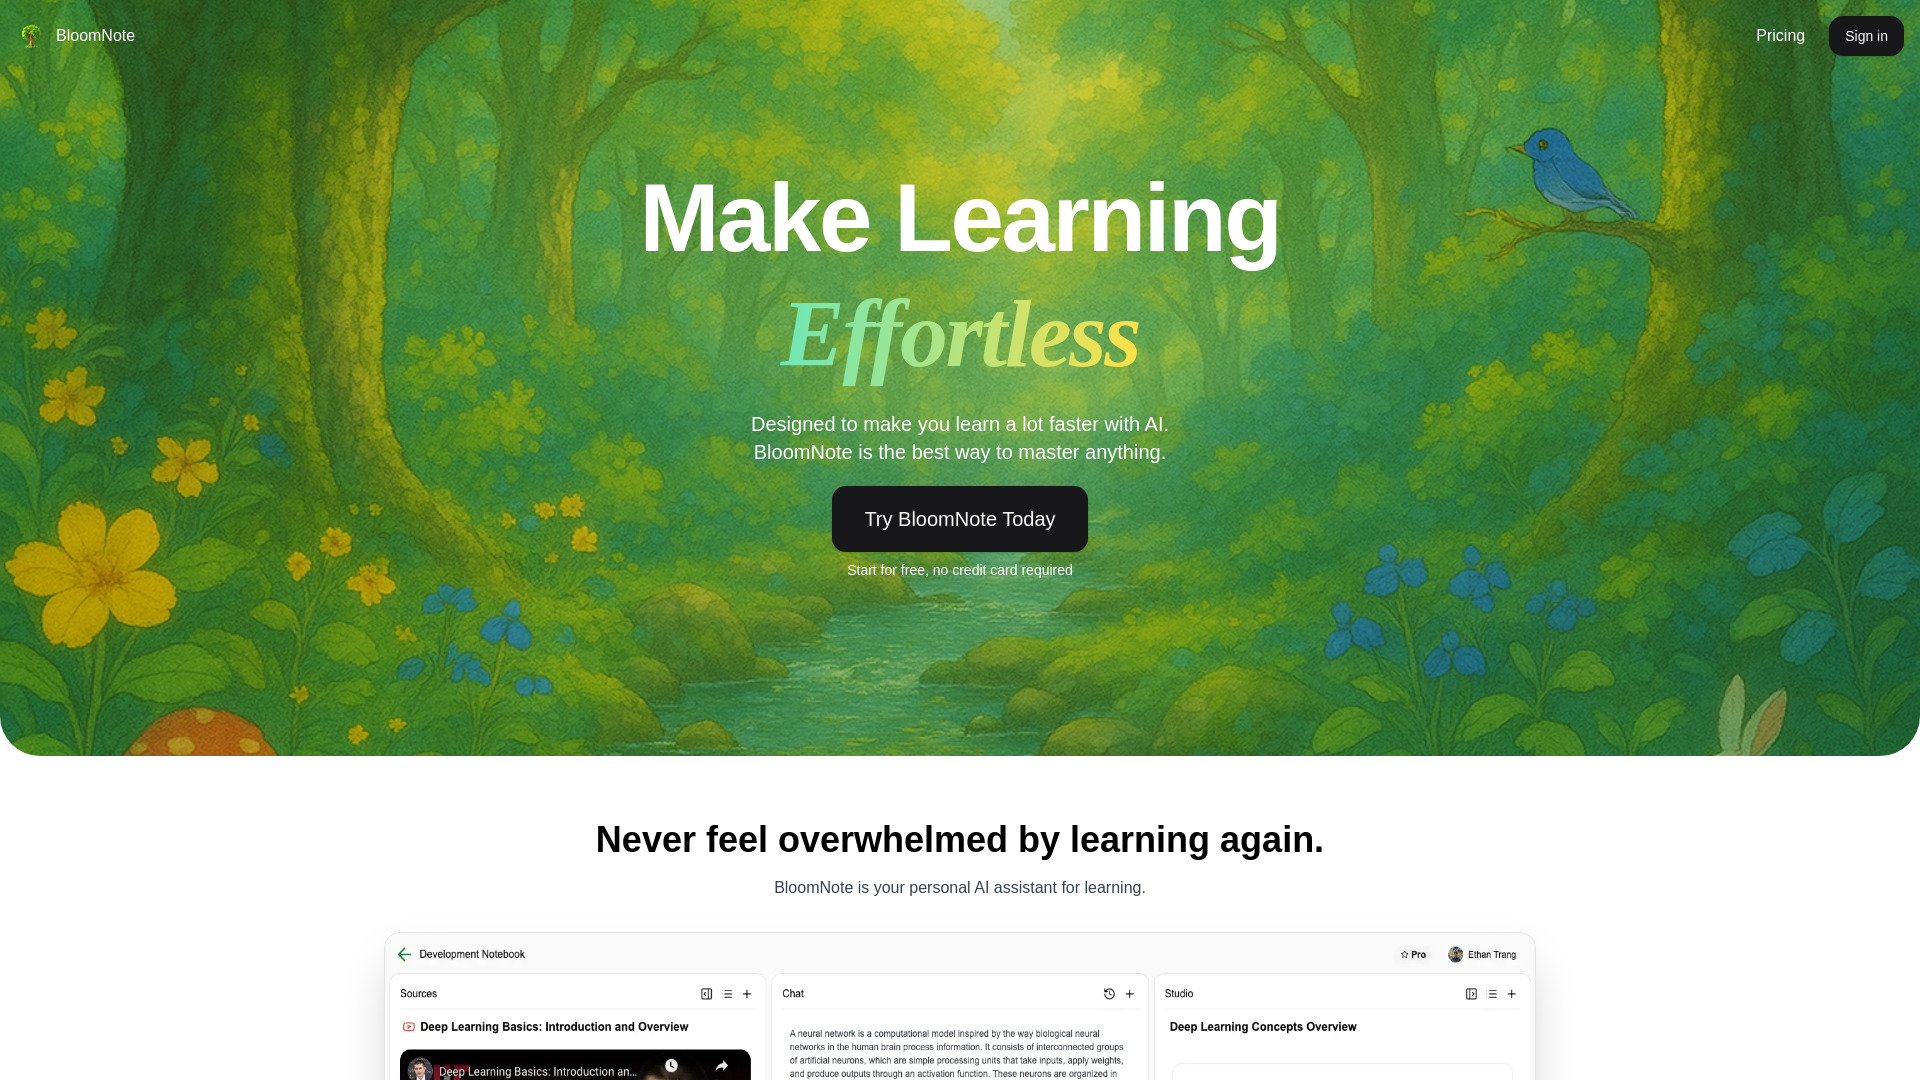 BloomNote
Pricing
Sign in
Make Learning
Effortless
Designed to make you learn a lot faster with AI.
BloomNote is the best way to master anything.
Try BloomNote Today
Start for free, no credit card required
Never feel overwhelmed by learning again.
BloomNote is your personal AI assistant for learning.
Development Notebook
Pro
Ethan Trang
Sources
Deep Learning Basics: Introduction and Overview
Deep Learning Basics: Introduction an...
Chat
A neural network is a computational model inspired by the way biological neural
networks in the human brain process information. It consists of interconnected groups
of artificial neurons, which are simple processing units that take inputs, apply weights,
and produce outputs through an activation function. These neurons are organized in
Studio
Deep Learning Concepts Overview